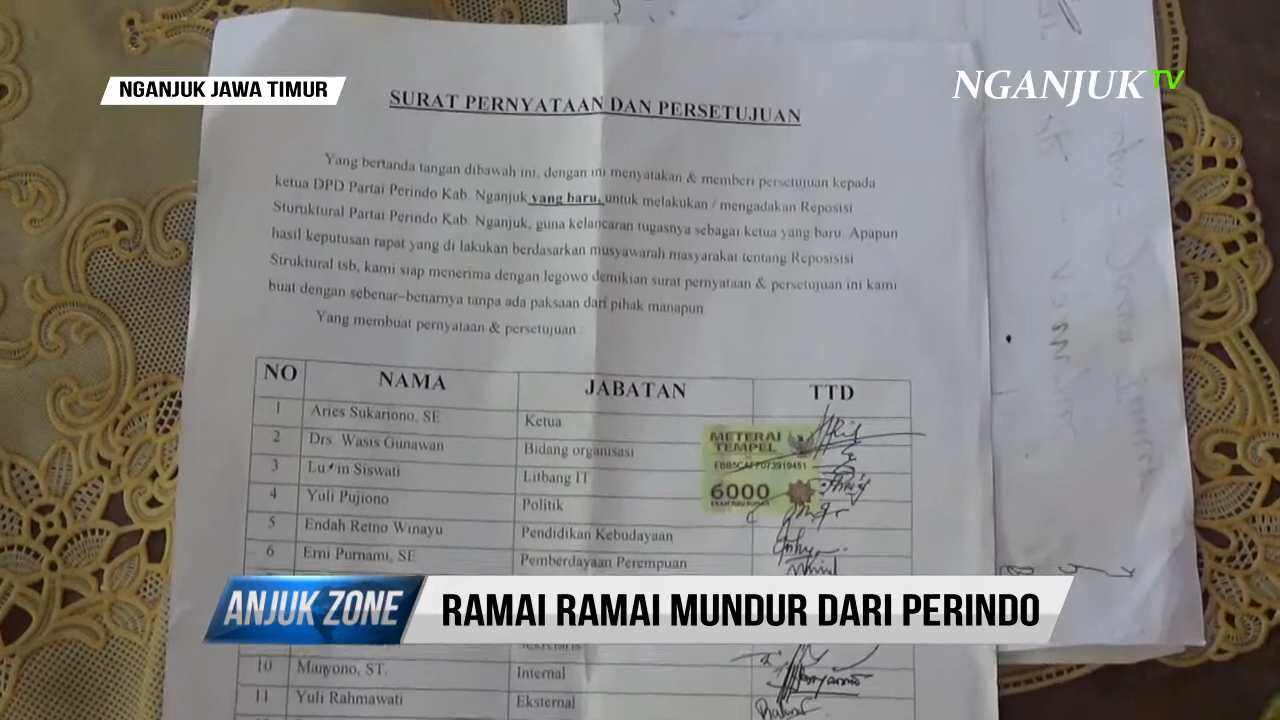 NGANJUK JAWA TIMUR
NGANJUK TV
SURAT PERNYATAAN DAN PERSETUJUAN
Yang bertanda tangan dibawah ini, dengan ini menyatakan & memberi persetujuan kepada
ketua DPD Partai Perindo Kab. Nganjuk yang baru, untuk melakukan / mengadakan Reposisi
Sturuktural Partai Perindo Kab. Nganjuk, guna kelancaran tugasnya sebagai ketua yang baru. Apapun
hasil keputusan rapat yang di lakukan berdasarkan musyawarah masyarakat tentang Reposisisi
Struktural tsb, kami siap menerima dengan legowo demikian surat pernyataan & persetujuan ini kami
buat dengan sebenar–benarnya tanpa ada paksaan dari pihak manapun
Yang membuat pernyataan & persetujuan :
NO NAMA JABATAN TTD
1 Aries Sukariono, SE Ketua
2 Drs. Wasis Gunawan Bidang organisasi
3 Siswati Litbang IT
4 Yuli Pujiono Politik
5 Endah Retno Winayu Pendidikan Kebudayaan
6 Erni Purnami, SE Pemberdayaan Perempuan
METERAI
TEMPEL
6000
ENAM RIBU RUPIAH
ANJUK ZONE
RAMAI RAMAI MUNDUR DARI PERINDO
10 Maryono, ST. Internal
11 Yuli Rahmawati Eksternal